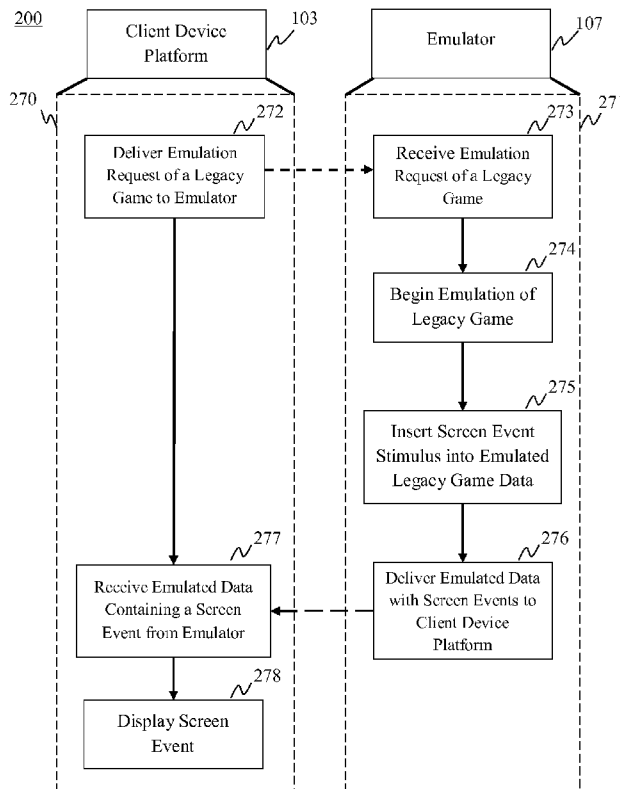 200
Client Device
Platform
103
Emulator
107
270
271
272
Deliver Emulation
Request of a Legacy
Game to Emulator
273
Receive Emulation
Request of a Legacy
Game
274
Begin Emulation of
Legacy Game
275
Insert Screen Event
Stimulus into Emulated
Legacy Game Data
276
Deliver Emulated Data
with Screen Events to
Client Device
Platform
277
Receive Emulated Data
Containing a Screen
Event from Emulator
278
Display Screen
Event